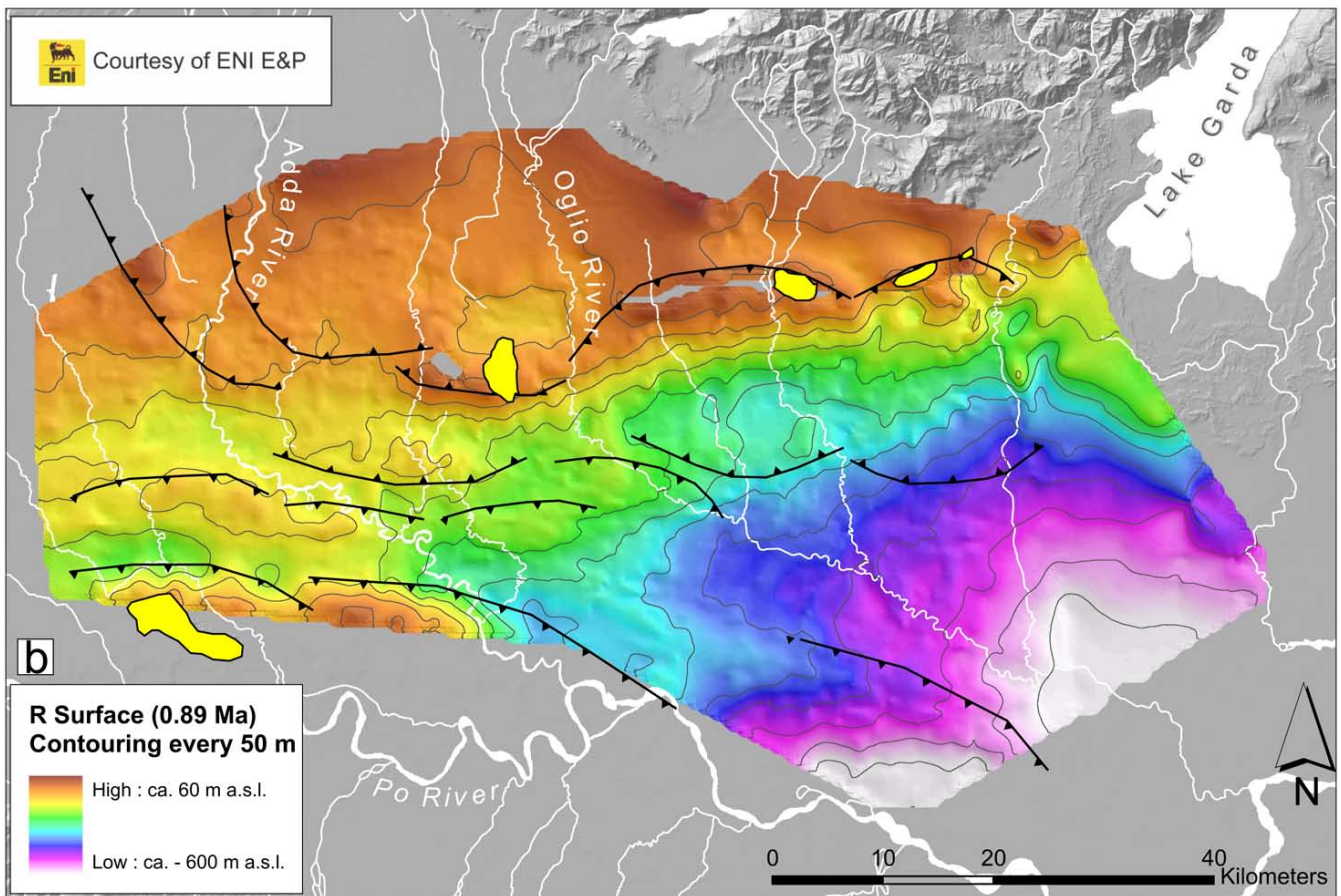 Eni
Courtesy of ENI E&P
Adda River
Oglio River
Lake Garda
b
R Surface (0.89 Ma)
Contouring every 50 m
High : ca. 60 m a.s.l.
Low : ca. - 600 m a.s.l.
Po River
N
0 10 20 40
Kilometers